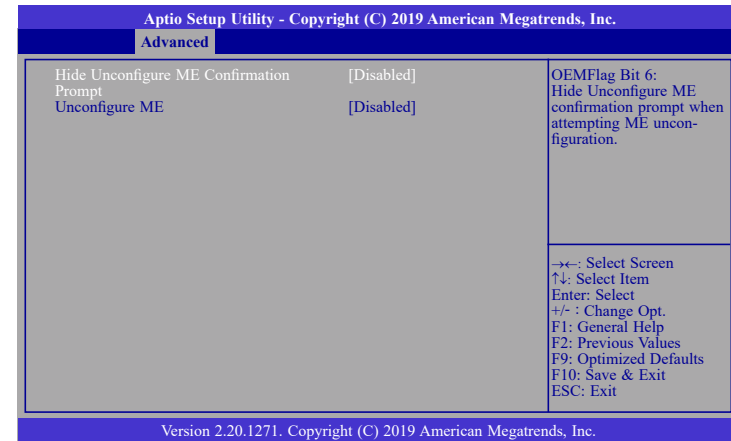 Aptio Setup Utility - Copyright (C) 2019 American Megatrends, Inc.
Advanced
Hide Unconfigure ME Confirmation [Disabled]
Prompt
Unconfigure ME [Disabled]
OEMFlag Bit 6:
Hide Unconfigure ME
confirmation prompt when
attempting ME uncon-
figuration.
→←: Select Screen
↑↓: Select Item
Enter: Select
+/- : Change Opt.
F1: General Help
F2: Previous Values
F9: Optimized Defaults
F10: Save & Exit
ESC: Exit
Version 2.20.1271. Copyright (C) 2019 American Megatrends, Inc.